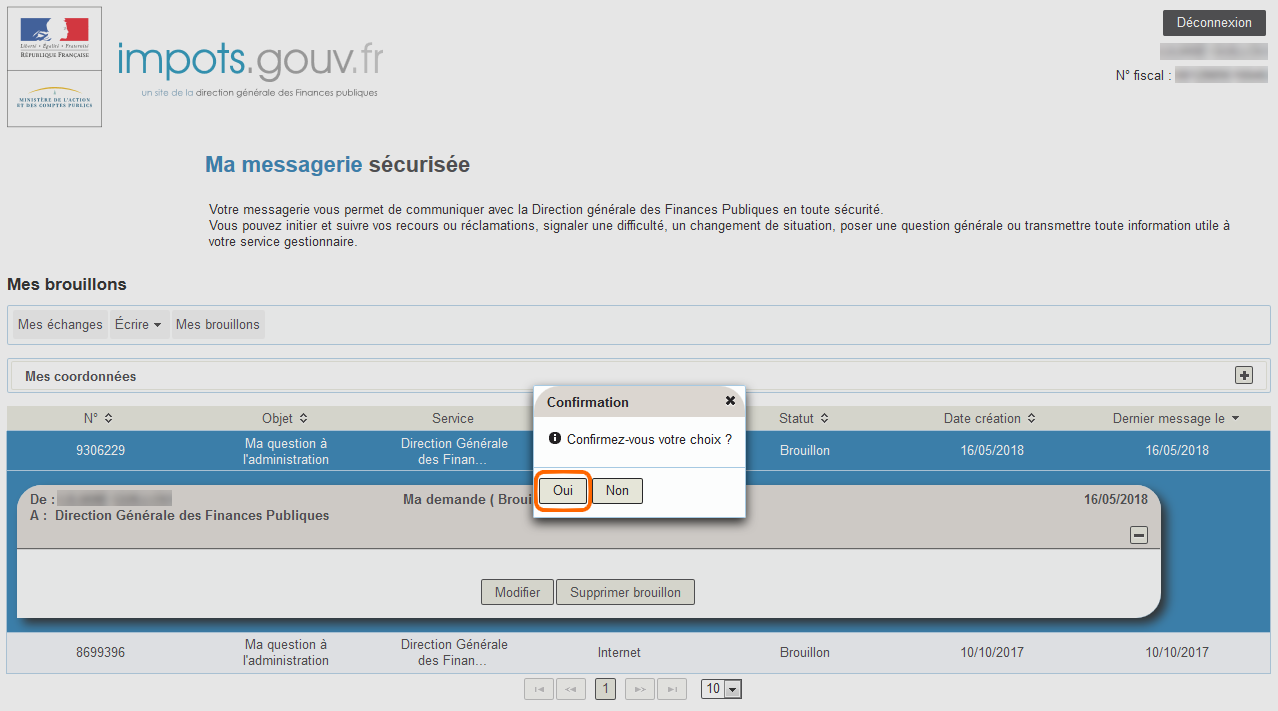 Liberté • Égalité • Fraternité
RÉPUBLIQUE FRANÇAISE
MINISTÈRE DE L'ACTION
ET DES COMPTES PUBLICS
impots.gouv.fr
un site de la direction générale des Finances publiques
Déconnexion
N° fiscal :
Ma messagerie sécurisée
Votre messagerie vous permet de communiquer avec la Direction générale des Finances Publiques en toute sécurité.
Vous pouvez initier et suivre vos recours ou réclamations, signaler une difficulté, un changement de situation, poser une question générale ou transmettre toute information utile à
votre service gestionnaire.
Mes brouillons
Mes échanges Écrire Mes brouillons
Mes coordonnées
Confirmation
Confirmez-vous votre choix ?
Oui Non
N° Objet Service Statut Date création Dernier message le
9306229 Ma question à l'administration Direction Générale des Finan... Brouillon 16/05/2018 16/05/2018
De : Ma demande ( Broui 16/05/2018
A : Direction Générale des Finances Publiques
Modifier Supprimer brouillon
8699396 Ma question à l'administration Direction Générale des Finan... Internet Brouillon 10/10/2017 10/10/2017
1 10